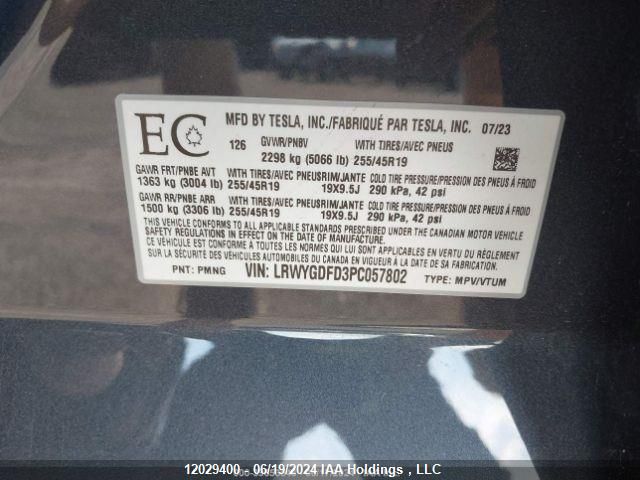 EC
126
MFD BY TESLA, INC./FABRIQUÉ PAR TESLA, INC. 07/23
GVWR/PNBV WITH TIRES/AVEC PNEUS
2298 kg (5066 lb) 255/45R19
GAWR FRT/PNBE AVT WITH TIRES/AVEC PNEUS RIM/JANTE COLD TIRE PRESSURE/PRESSION DES PNEUS À FROID
1363 kg (3004 lb) 255/45R19 19X9.5J 290 kPa, 42 psi
GAWR RR/PNBE ARR WITH TIRES/AVEC PNEUS RIM/JANTE COLD TIRE PRESSURE/PRESSION DES PNEUS À FROID
1500 kg (3306 lb) 255/45R19 19X9.5J 290 kPa, 42 psi
THIS VEHICLE CONFORMS TO ALL APPLICABLE STANDARDS PRESCRIBED UNDER THE CANADIAN MOTOR VEHICLE
SAFETY REGULATIONS IN EFFECT ON THE DATE OF MANUFACTURE
CE VÉHICULE EST CONFORME À TOUTES LES NORMES QUI LUI SONT APPLICABLES EN VERTU DU RÈGLEMENT
SUR LA SÉCURITÉ DES VÉHICULES AUTOMOBILES DU CANADA EN VIGUEUR À LA DATE DE SA FABRICATION
PNT: PMNG VIN: LRWYGDFD3PC057802 TYPE: MPV/VTUM
12029400 - 06/19/2024 IAA Holdings , LLC